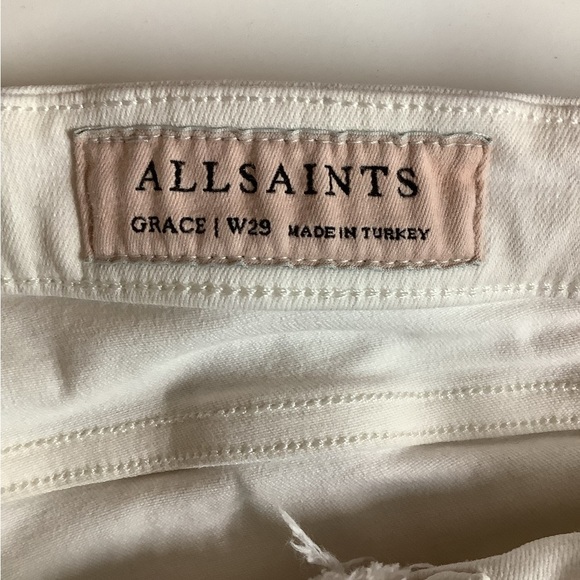 ALLSAINTS
GRACE | W29 MADE IN TURKEY